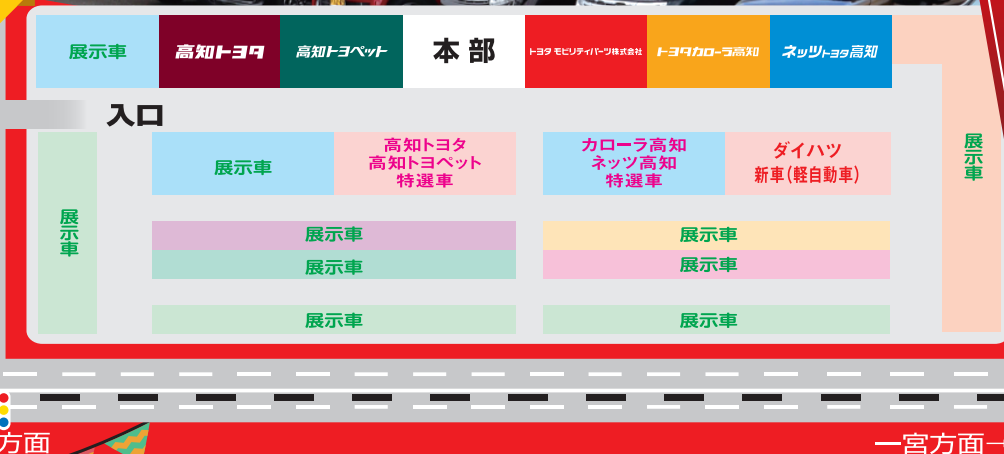 展示車
高知トヨタ
高知トヨペット
本部
トヨタ モビリティパーツ株式会社
トヨタカローラ高知
ネッツトヨタ高知
入口
展示車
高知トヨタ
高知トヨペット
特選車
カローラ高知
ネッツ高知
特選車
ダイハツ
新車(軽自動車)
展示車
展示車
展示車
展示車
展示車
展示車
展示車
展示車
方面
一宮方面→